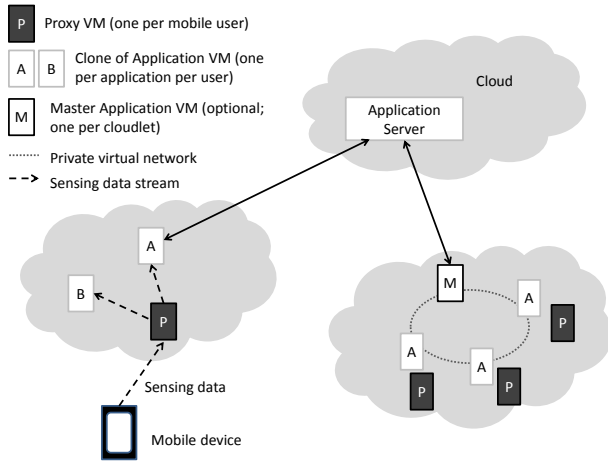 P Proxy VM (one per mobile user)
A B Clone of Application VM (one
per application per user)
M Master Application VM (optional;
one per cloudlet)
Private virtual network
Sensing data stream
Cloud
Application
Server
A
B
P
Sensing data
Mobile device
M
A
P
A
P
A
P